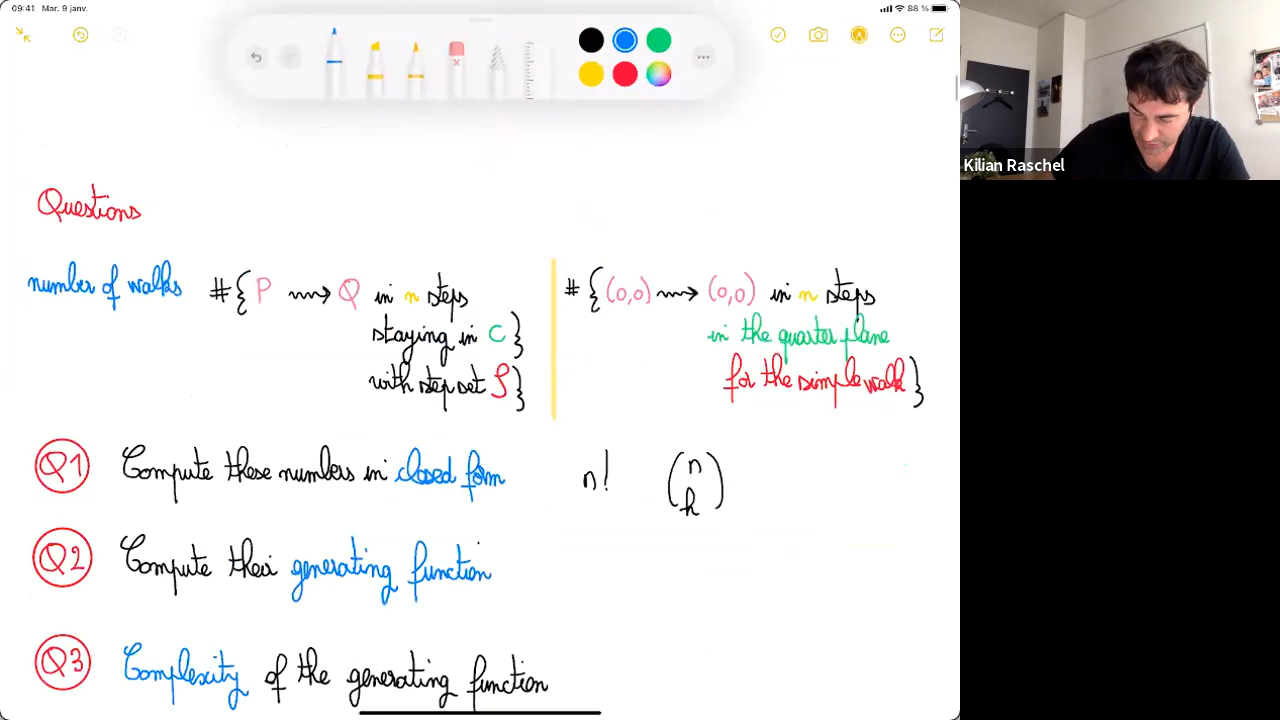 09:41 Mar. 9 janv.
88 %
Kilian Raschel
Questions
number of walks #{ P ⟿ Q in n steps
staying in C }
with step set S }
#{ (0,0) ⟿ (0,0) in n steps
in the quarter plane
for the simple walk }
Q1 Compute these numbers in closed form n! (n k)
Q2 Compute their generating function
Q3 Complexity of the generating function